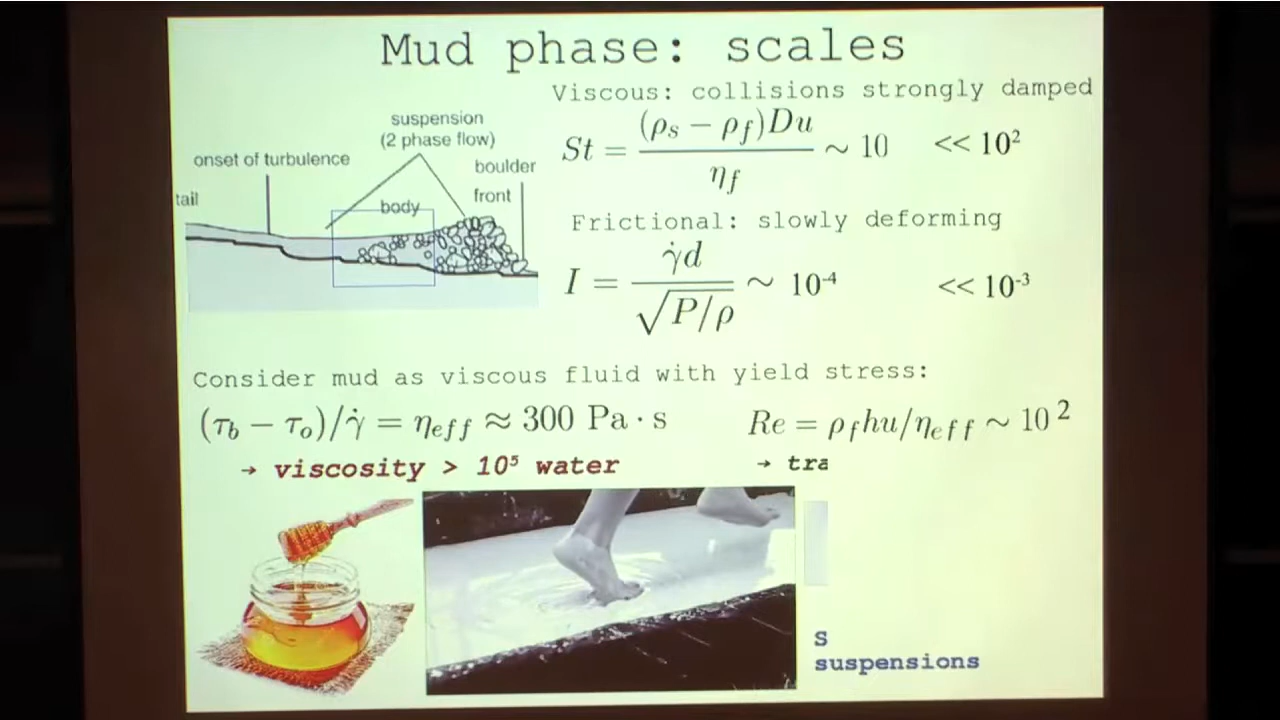 Mud phase: scales
Viscous: collisions strongly damped
St = (ρs − ρf)Du / ηf ∼ 10 << 10²
suspension
(2 phase flow)
onset of turbulence
boulder
front
tail
body
Frictional: slowly deforming
I = γ̇d / √P/ρ ∼ 10⁻⁴ << 10⁻³
Consider mud as viscous fluid with yield stress:
(τb − τo)/γ̇ = ηeff ≈ 300 Pa · s
Re = ρfhu/ηeff ∼ 10²
→ viscosity > 10⁵ water
→ tra
S
suspensions